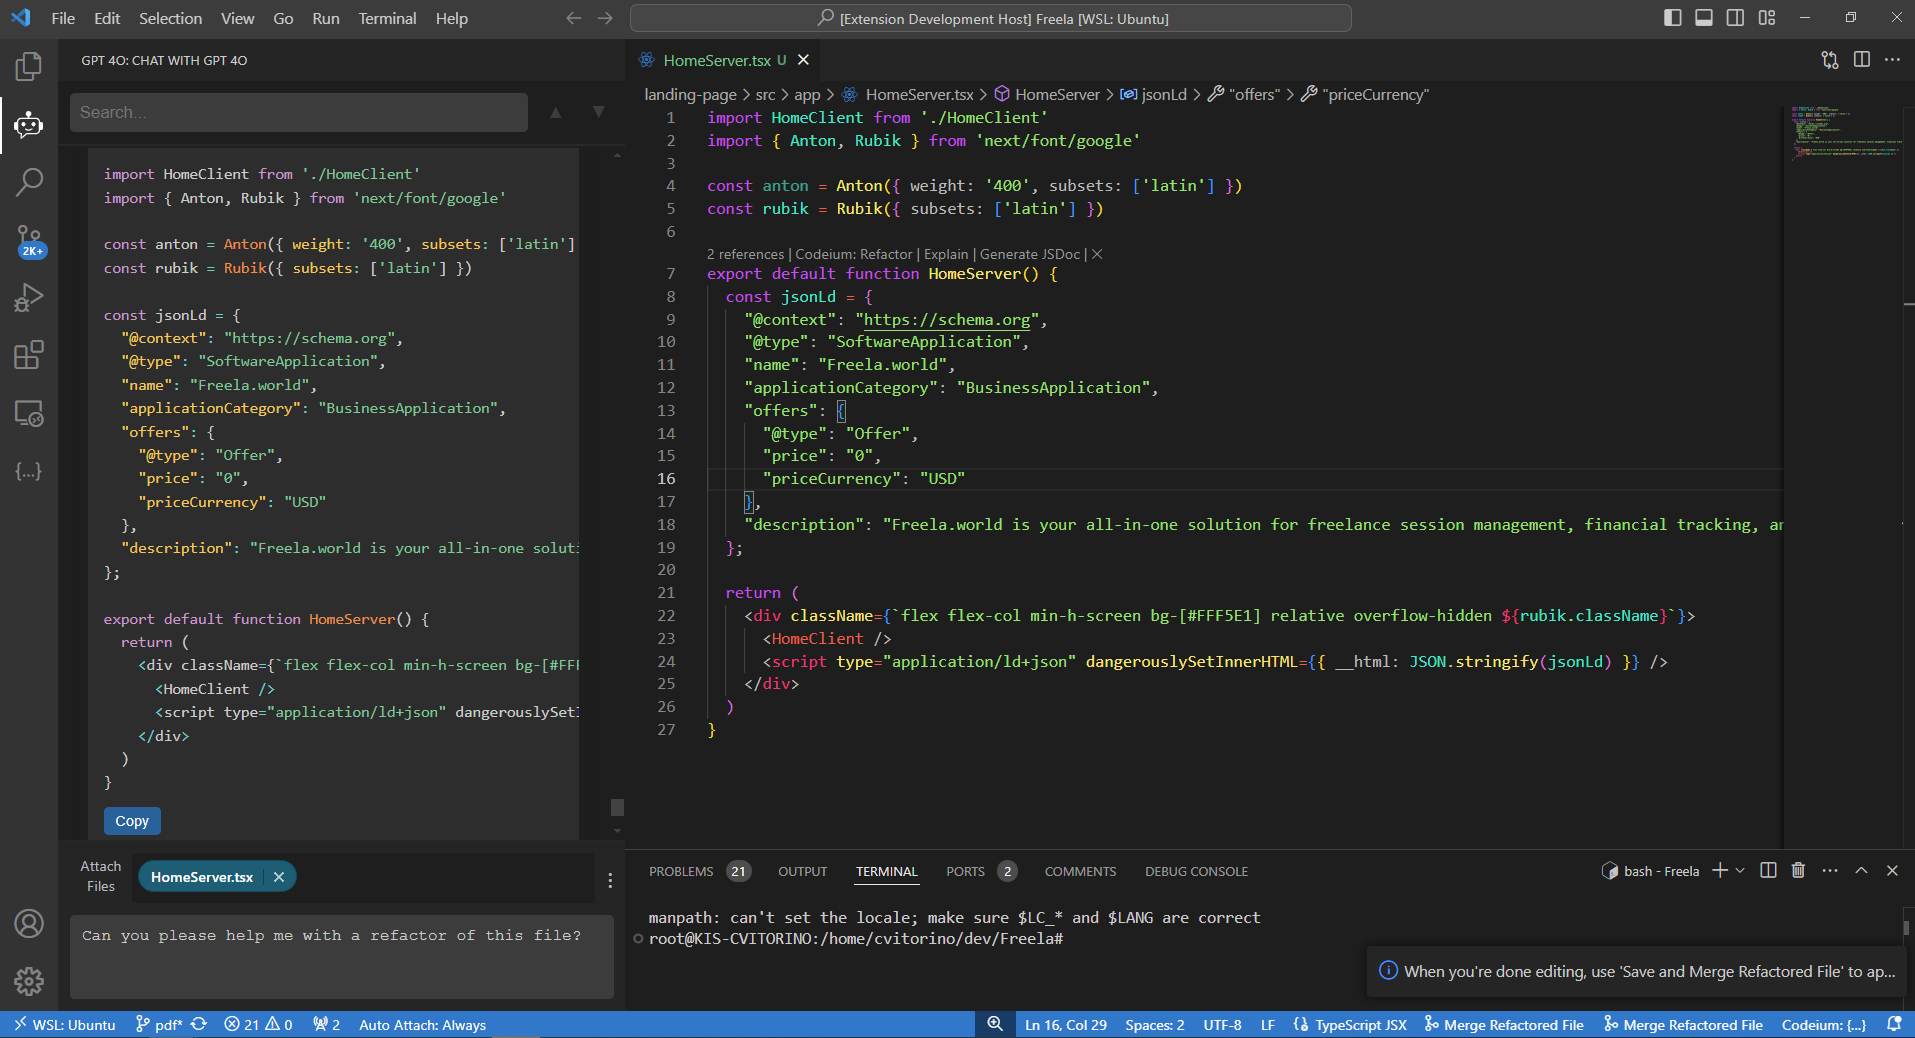 File Edit Selection View Go Run Terminal Help
[Extension Development Host] Freela [WSL: Ubuntu]
GPT 4O: CHAT WITH GPT 4O
Search...
import HomeClient from './HomeClient'
import { Anton, Rubik } from 'next/font/google'
const anton = Anton({ weight: '400', subsets: ['latin']
const rubik = Rubik({ subsets: ['latin'] })
const jsonLd = {
"@context": "https://schema.org",
"@type": "SoftwareApplication",
"name": "Freela.world",
"applicationCategory": "BusinessApplication",
"offers": {
"@type": "Offer",
"price": "0",
"priceCurrency": "USD"
},
"description": "Freela.world is your all-in-one soluti
};
export default function HomeServer() {
return (
<div className={`flex flex-col min-h-screen bg-[#FFF
<HomeClient />
<script type="application/ld+json" dangerouslySetI
</div>
)
}
Copy
2K+
Attach Files
HomeServer.tsx
Can you please help me with a refactor of this file?
HomeServer.tsx U
landing-page > src > app > HomeServer.tsx > HomeServer > jsonLd > "offers" > "priceCurrency"
1 import HomeClient from './HomeClient'
2 import { Anton, Rubik } from 'next/font/google'
3
4 const anton = Anton({ weight: '400', subsets: ['latin'] })
5 const rubik = Rubik({ subsets: ['latin'] })
6
2 references | Codeium: Refactor | Explain | Generate JSDoc | X
7 export default function HomeServer() {
8 const jsonLd = {
9 "@context": "https://schema.org",
10 "@type": "SoftwareApplication",
11 "name": "Freela.world",
12 "applicationCategory": "BusinessApplication",
13 "offers": {
14 "@type": "Offer",
15 "price": "0",
16 "priceCurrency": "USD"
17 },
18 "description": "Freela.world is your all-in-one solution for freelance session management, financial tracking, an
19 };
20
21 return (
22 <div className={`flex flex-col min-h-screen bg-[#FFF5E1] relative overflow-hidden ${rubik.className}`}>
23 <HomeClient />
24 <script type="application/ld+json" dangerouslySetInnerHTML={{ __html: JSON.stringify(jsonLd) }} />
25 </div>
26 )
27 }
PROBLEMS 21 OUTPUT TERMINAL PORTS 2 COMMENTS DEBUG CONSOLE
bash - Freela
manpath: can't set the locale; make sure $LC_* and $LANG are correct
root@KIS-CVITORINO:/home/cvitorino/dev/Freela#
When you're done editing, use 'Save and Merge Refactored File' to ap...
WSL: Ubuntu pdf* 21 0 2 Auto Attach: Always
Ln 16, Col 29 Spaces: 2 UTF-8 LF TypeScript JSX Merge Refactored File Merge Refactored File Codeium: {...}